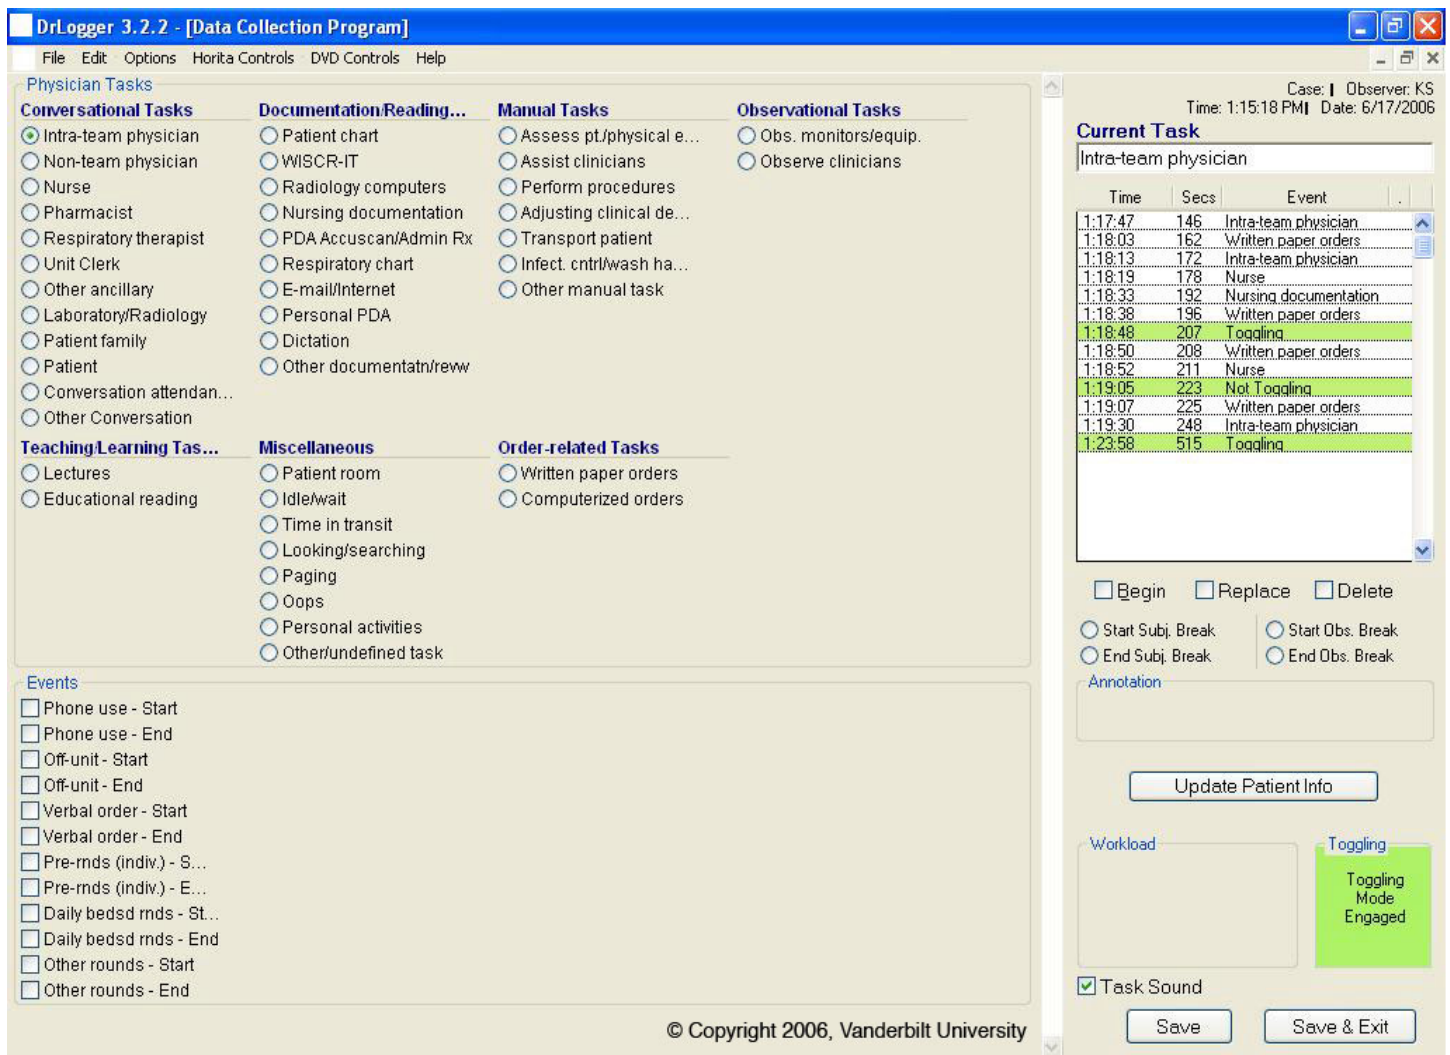 DrLogger 3.2.2 - [Data Collection Program]
File Edit Options Horita Controls DVD Controls Help
Physician Tasks
Conversational Tasks
Intra-team physician
Non-team physician
Nurse
Pharmacist
Respiratory therapist
Unit Clerk
Other ancillary
Laboratory/Radiology
Patient family
Patient
Conversation attendan...
Other Conversation
Documentation/Reading...
Patient chart
WISCR-IT
Radiology computers
Nursing documentation
PDA Accuscan/Admin Rx
Respiratory chart
E-mail/Internet
Personal PDA
Dictation
Other documentatn/revw
Manual Tasks
Assess pt./physical e...
Assist clinicians
Perform procedures
Adjusting clinical de...
Transport patient
Infect. cntrl/wash ha...
Other manual task
Observational Tasks
Obs. monitors/equip.
Observe clinicians
Teaching/Learning Tas...
Lectures
Educational reading
Miscellaneous
Patient room
Idle/wait
Time in transit
Looking/searching
Paging
Oops
Personal activities
Other/undefined task
Order-related Tasks
Written paper orders
Computerized orders
Events
Phone use - Start
Phone use - End
Off-unit - Start
Off-unit - End
Verbal order - Start
Verbal order - End
Pre-rnds (indiv.) - S...
Pre-rnds (indiv.) - E...
Daily bedsd rnds - St...
Daily bedsd rnds - End
Other rounds - Start
Other rounds - End
© Copyright 2006, Vanderbilt University
Case: Observer: KS
Time: 1:15:18 PM Date: 6/17/2006
Current Task
Intra-team physician
Time Secs Event .
1:17:47 146 Intra-team physician
1:18:03 162 Written paper orders
1:18:13 172 Intra-team physician
1:18:19 178 Nurse
1:18:33 192 Nursing documentation
1:18:38 196 Written paper orders
1:18:48 207 Toggling
1:18:50 208 Written paper orders
1:18:52 211 Nurse
1:19:05 223 Not Toggling
1:19:07 225 Written paper orders
1:19:30 248 Intra-team physician
1:23:58 515 Toggling
Begin Replace Delete
Start Subj. Break Start Obs. Break
End Subj. Break End Obs. Break
Annotation
Update Patient Info
Workload
Toggling
Toggling
Mode
Engaged
Task Sound
Save Save & Exit